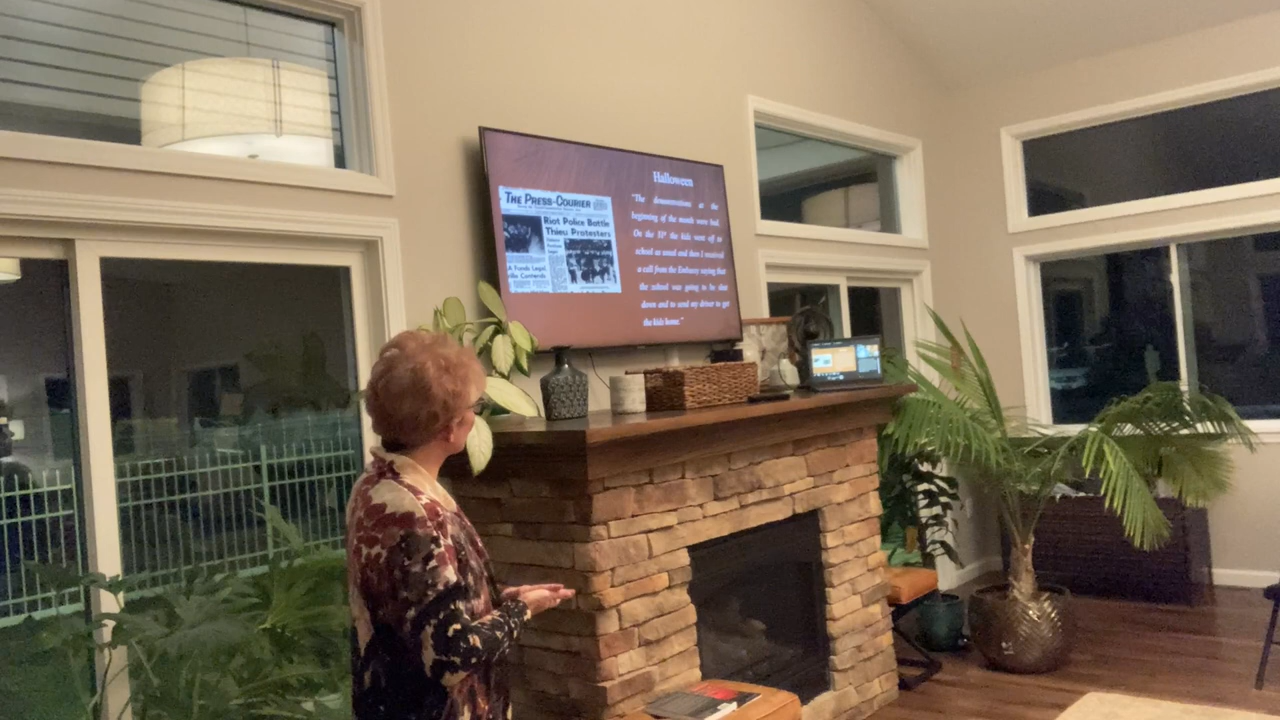 Halloween
"The demonstrations at the
beginning of the month were bad.
On the 31st the kids went off to
school as usual and then I received
a call from the Embassy saying that
the school was going to be shut
down and to send my driver to get
the kids home."
THE PRESS-COURIER
Riot Police Battle
Thieu Protesters
A Funds Legal,